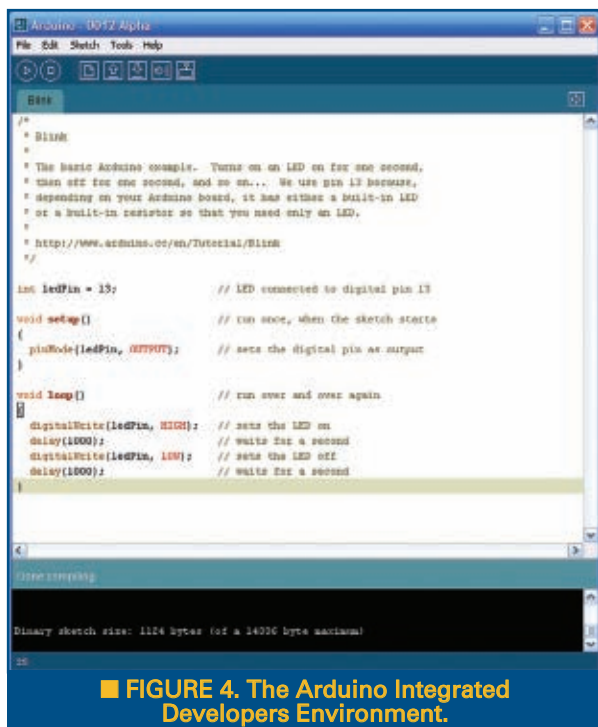 Arduino - 0012 Alpha
File Edit Sketch Tools Help
Blink
/*
* Blink
*
* The basic Arduino example. Turns on an LED on for one second,
* then off for one second, and so on... We use pin 13 because,
* depending on your Arduino board, it has either a built-in LED
* or a built-in resistor so that you need only an LED.
*
* http://www.arduino.cc/en/Tutorial/Blink
*/
int ledPin = 13; // LED connected to digital pin 13
void setup() // run once, when the sketch starts
{
pinMode(ledPin, OUTPUT); // sets the digital pin as output
}
void loop() // run over and over again
{
digitalWrite(ledPin, HIGH); // sets the LED on
delay(1000); // waits for a second
digitalWrite(ledPin, LOW); // sets the LED off
delay(1000); // waits for a second
}
Done compiling.
Binary sketch size: 1124 bytes (of a 14336 byte maximum)
■ FIGURE 4. The Arduino Integrated
Developers Environment.